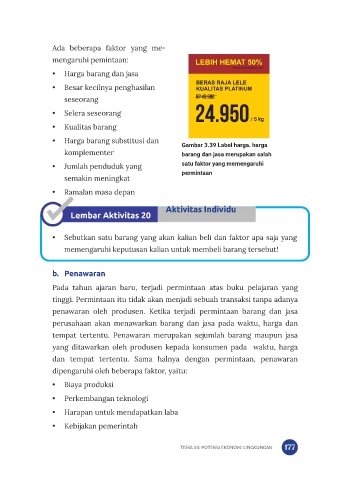 Ada beberapa faktor yang me-
mengaruhi pemintaan:
• Harga barang dan jasa
• Besar kecilnya penghasilan
seseorang
• Selera seseorang
• Kualitas barang
• Harga barang substitusi dan
komplementer
• Jumlah penduduk yang
semakin meningkat
• Ramalan masa depan
LEBIH HEMAT 50%
BERAS RAJA LELE
KUALITAS PLATINUM
24.950 / 5 kg
Gambar 3.39 Label harga. harga
barang dan jasa merupakan salah
satu faktor yang memengaruhi
permintaan
Lembar Aktivitas 20 Aktivitas Individu
• Sebutkan satu barang yang akan kalian beli dan faktor apa saja yang
memengaruhi keputusan kalian untuk membeli barang tersebut!
b. Penawaran
Pada tahun ajaran baru, terjadi permintaan atas buku pelajaran yang
tinggi. Permintaan itu tidak akan menjadi sebuah transaksi tanpa adanya
penawaran oleh produsen. Ketika terjadi permintaan barang dan jasa
perusahaan akan menawarkan barang dan jasa pada waktu, harga dan
tempat tertentu. Penawaran merupakan sejumlah barang maupun jasa
yang ditawarkan oleh produsen kepada konsumen pada waktu, harga
dan tempat tertentu. Sama halnya dengan permintaan, penawaran
dipengaruhi oleh beberapa faktor, yaitu:
• Biaya produksi
• Perkembangan teknologi
• Harapan untuk mendapatkan laba
• Kebijakan pemerintah
TEMA 03: POTENSI EKONOMI LINGKUNGAN 177